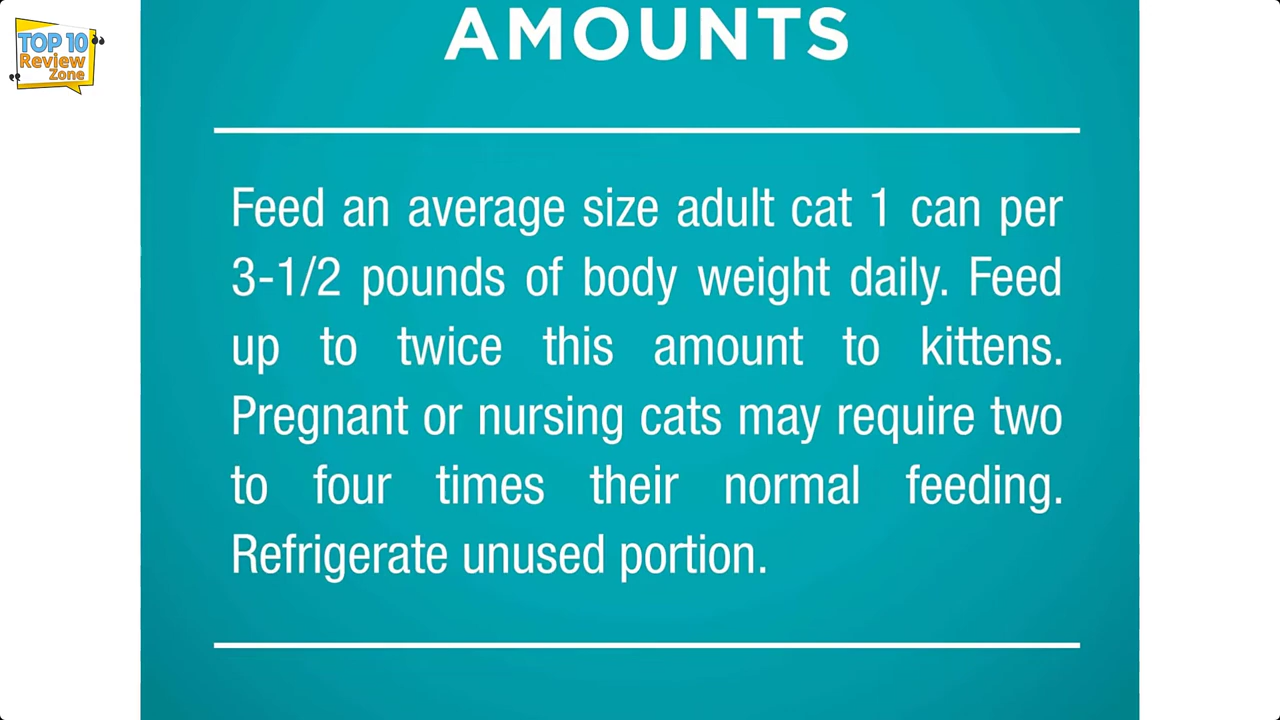 TOP 10
Review
Zone
AMOUNTS
Feed an average size adult cat 1 can per
3-1/2 pounds of body weight daily. Feed
up to twice this amount to kittens.
Pregnant or nursing cats may require two
to four times their normal feeding.
Refrigerate unused portion.